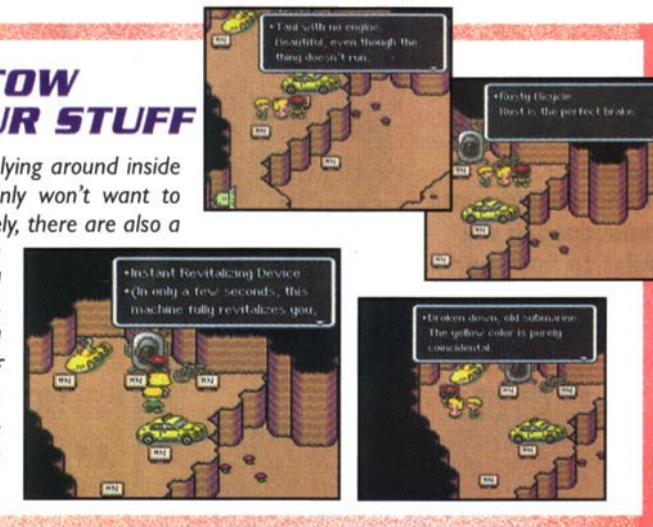 TOW
UR STUFF
lying around inside
only won't want to
ely, there are also a
•Taxi with no engine.
Beautiful, even though the
thing doesn't run.
•Rusty Bicycle
Rust is the perfect brake.
•Instant Revitalizing Device
•(In only a few seconds, this
machine fully revitalizes you,
•Broken down, old submarine.
The yellow color is purely
coincidental.